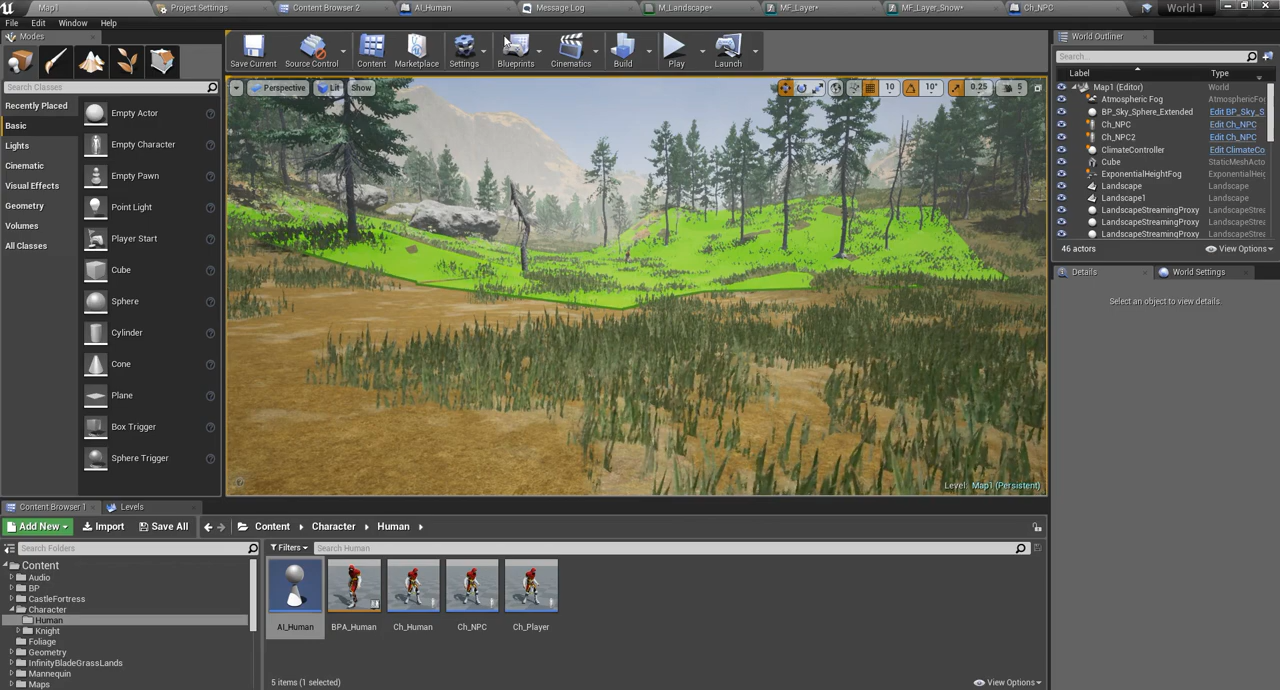 Map1
Project Settings
Content Browser 2
AI_Human
Message Log
M_Landscape*
MF_Layer*
MF_Layer_Snow*
Ch_NPC
World 1
File Edit Window Help
Modes
Search Classes
Recently Placed
Basic
Lights
Cinematic
Visual Effects
Geometry
Volumes
All Classes
Empty Actor
Empty Character
Empty Pawn
Point Light
Player Start
Cube
Sphere
Cylinder
Cone
Plane
Box Trigger
Sphere Trigger
Save Current
Source Control
Content
Marketplace
Settings
Blueprints
Cinematics
Build
Play
Launch
Perspective
Lit
Show
10
10°
0.25
5
Level: Map1 (Persistent)
World Outliner
Search...
Label Type
Map1 (Editor) World
Atmospheric Fog AtmosphericFo
BP_Sky_Sphere_Extended Edit BP_Sky_S
Ch_NPC Edit Ch_NPC
Ch_NPC2 Edit Ch_NPC
ClimateController Edit ClimateCo
Cube StaticMeshActo
ExponentialHeightFog ExponentialHeig
Landscape Landscape
Landscape1 Landscape
LandscapeStreamingProxy LandscapeStrea
LandscapeStreamingProxy LandscapeStrea
LandscapeStreamingProxy LandscapeStrea
46 actors
View Options
Details
World Settings
Select an object to view details.
Content Browser 1
Levels
Add New
Import
Save All
Content
Character
Human
Search Folders
Content
Audio
BP
CastleFortress
Character
Human
Knight
Foliage
Geometry
InfinityBladeGrassLands
Mannequin
Maps
Filters
Search Human
AI_Human
BPA_Human
Ch_Human
Ch_NPC
Ch_Player
5 items (1 selected)
View Options